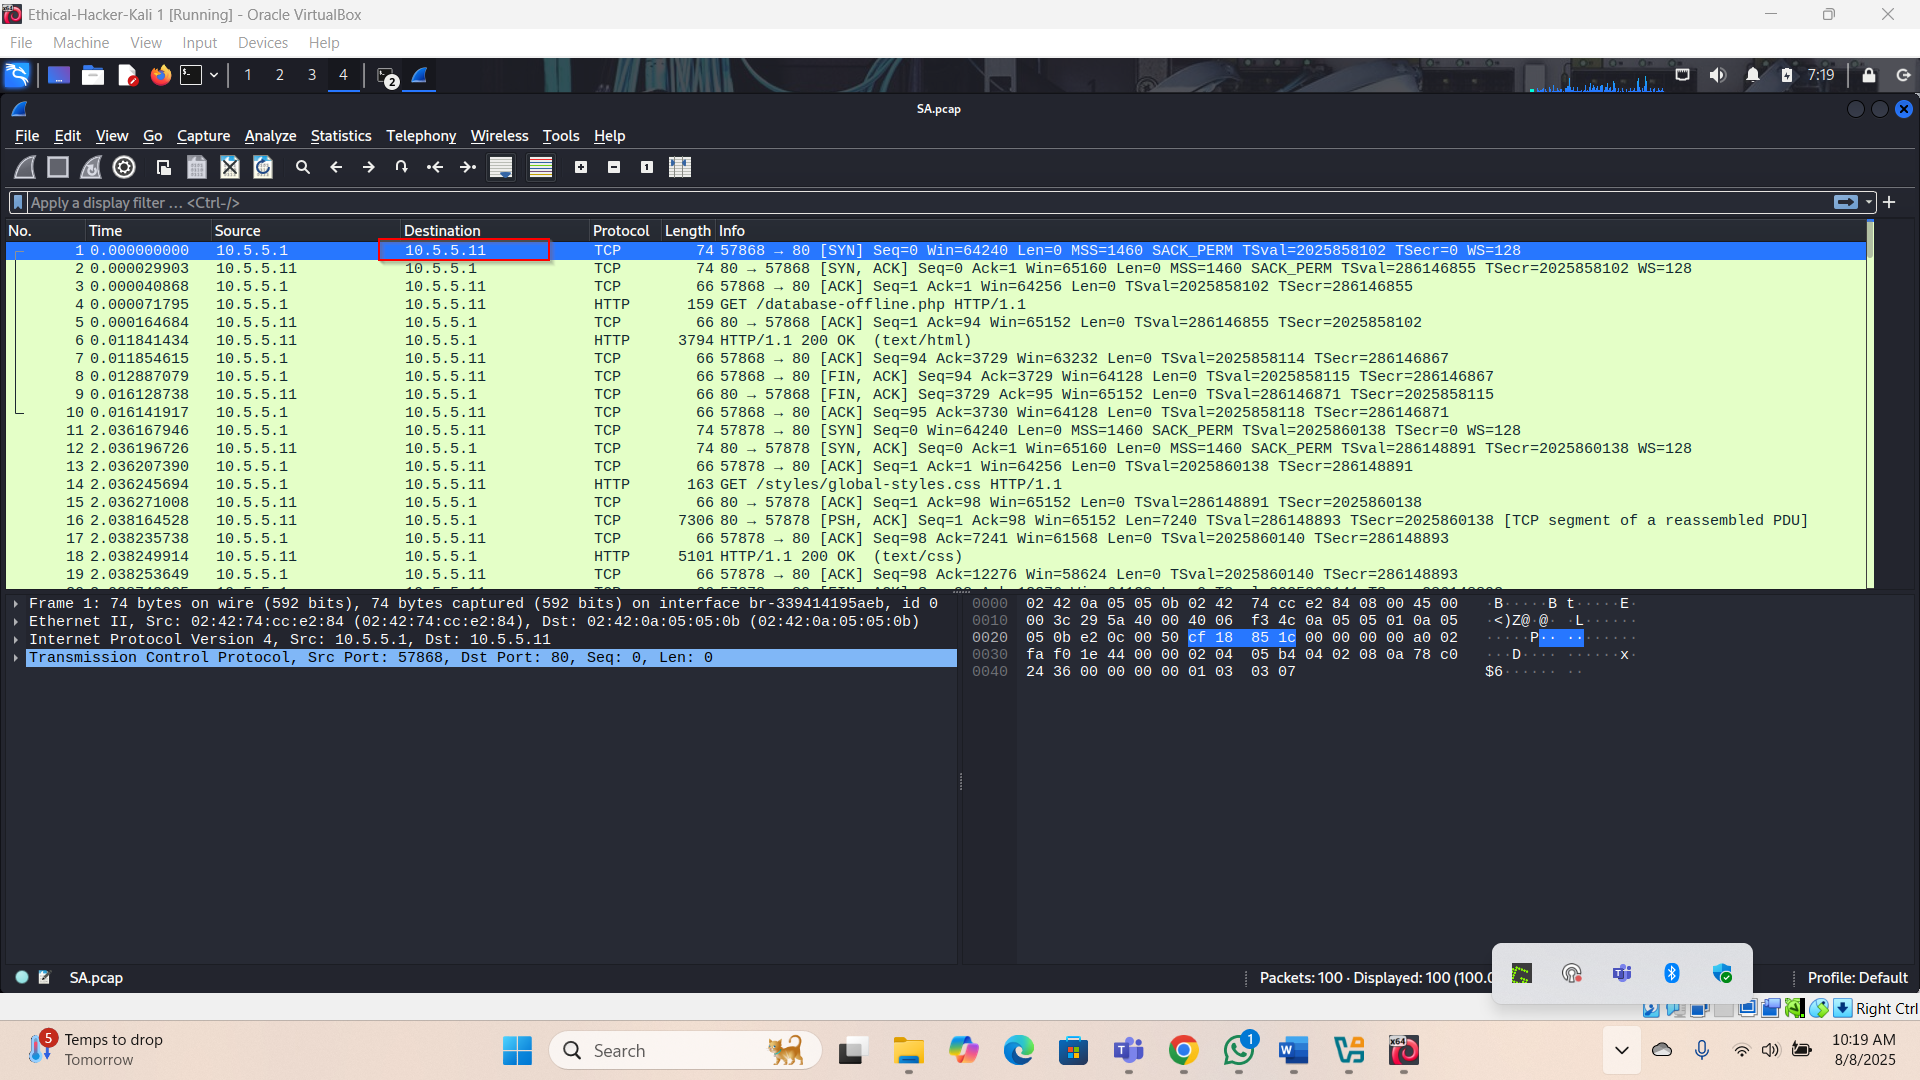 Ethical-Hacker-Kali 1 [Running] - Oracle VirtualBox
File Machine View Input Devices Help
1 2 3 4 2 7:19
SA.pcap
File Edit View Go Capture Analyze Statistics Telephony Wireless Tools Help
Apply a display filter … <Ctrl-/>
No. Time Source Destination Protocol Length Info
1 0.000000000 10.5.5.1 10.5.5.11 TCP 74 57868 → 80 [SYN] Seq=0 Win=64240 Len=0 MSS=1460 SACK_PERM TSval=2025858102 TSecr=0 WS=128
2 0.000029903 10.5.5.11 10.5.5.1 TCP 74 80 → 57868 [SYN, ACK] Seq=0 Ack=1 Win=65160 Len=0 MSS=1460 SACK_PERM TSval=286146855 TSecr=2025858102 WS=128
3 0.000040868 10.5.5.1 10.5.5.11 TCP 66 57868 → 80 [ACK] Seq=1 Ack=1 Win=64256 Len=0 TSval=2025858102 TSecr=286146855
4 0.000071795 10.5.5.1 10.5.5.11 HTTP 159 GET /database-offline.php HTTP/1.1
5 0.000164684 10.5.5.11 10.5.5.1 TCP 66 80 → 57868 [ACK] Seq=1 Ack=94 Win=65152 Len=0 TSval=286146855 TSecr=2025858102
6 0.011841434 10.5.5.11 10.5.5.1 HTTP 3794 HTTP/1.1 200 OK (text/html)
7 0.011854615 10.5.5.1 10.5.5.11 TCP 66 57868 → 80 [ACK] Seq=94 Ack=3729 Win=63232 Len=0 TSval=2025858114 TSecr=286146867
8 0.012887079 10.5.5.1 10.5.5.11 TCP 66 57868 → 80 [FIN, ACK] Seq=94 Ack=3729 Win=64128 Len=0 TSval=2025858115 TSecr=286146867
9 0.016128738 10.5.5.11 10.5.5.1 TCP 66 80 → 57868 [FIN, ACK] Seq=3729 Ack=95 Win=65152 Len=0 TSval=286146871 TSecr=2025858115
10 0.016141917 10.5.5.1 10.5.5.11 TCP 66 57868 → 80 [ACK] Seq=95 Ack=3730 Win=64128 Len=0 TSval=2025858118 TSecr=286146871
11 2.036167946 10.5.5.1 10.5.5.11 TCP 74 57878 → 80 [SYN] Seq=0 Win=64240 Len=0 MSS=1460 SACK_PERM TSval=2025860138 TSecr=0 WS=128
12 2.036196726 10.5.5.11 10.5.5.1 TCP 74 80 → 57878 [SYN, ACK] Seq=0 Ack=1 Win=65160 Len=0 MSS=1460 SACK_PERM TSval=286148891 TSecr=2025860138 WS=128
13 2.036207390 10.5.5.1 10.5.5.11 TCP 66 57878 → 80 [ACK] Seq=1 Ack=1 Win=64256 Len=0 TSval=2025860138 TSecr=286148891
14 2.036245694 10.5.5.1 10.5.5.11 HTTP 163 GET /styles/global-styles.css HTTP/1.1
15 2.036271008 10.5.5.11 10.5.5.1 TCP 66 80 → 57878 [ACK] Seq=1 Ack=98 Win=65152 Len=0 TSval=286148891 TSecr=2025860138
16 2.038164528 10.5.5.11 10.5.5.1 TCP 7306 80 → 57878 [PSH, ACK] Seq=1 Ack=98 Win=65152 Len=7240 TSval=286148893 TSecr=2025860138 [TCP segment of a reassembled PDU]
17 2.038235738 10.5.5.1 10.5.5.11 TCP 66 57878 → 80 [ACK] Seq=98 Ack=7241 Win=61568 Len=0 TSval=2025860140 TSecr=286148893
18 2.038249914 10.5.5.11 10.5.5.1 HTTP 5101 HTTP/1.1 200 OK (text/css)
19 2.038253649 10.5.5.1 10.5.5.11 TCP 66 57878 → 80 [ACK] Seq=98 Ack=12276 Win=58624 Len=0 TSval=2025860140 TSecr=286148893
Frame 1: 74 bytes on wire (592 bits), 74 bytes captured (592 bits) on interface br-339414195aeb, id 0
Ethernet II, Src: 02:42:74:cc:e2:84 (02:42:74:cc:e2:84), Dst: 02:42:0a:05:05:0b (02:42:0a:05:05:0b)
Internet Protocol Version 4, Src: 10.5.5.1, Dst: 10.5.5.11
Transmission Control Protocol, Src Port: 57868, Dst Port: 80, Seq: 0, Len: 0
0000 02 42 0a 05 05 0b 02 42 74 cc e2 84 08 00 45 00 ·B·····B t·····E·
0010 00 3c 29 5a 40 00 40 06 f3 4c 0a 05 05 01 0a 05 ·<)Z@·@· ·L······
0020 05 0b e2 0c 00 50 cf 18 85 1c 00 00 00 00 a0 02 ·····P·· ········
0030 fa f0 1e 44 00 00 02 04 05 b4 04 02 08 0a 78 c0 ···D···· ······x·
0040 24 36 00 00 00 00 01 03 03 07 $6······ ··
SA.pcap
Packets: 100 · Displayed: 100 (100.0
Profile: Default
Right Ctrl
5
Temps to drop
Tomorrow
Search
1
10:19 AM
8/8/2025